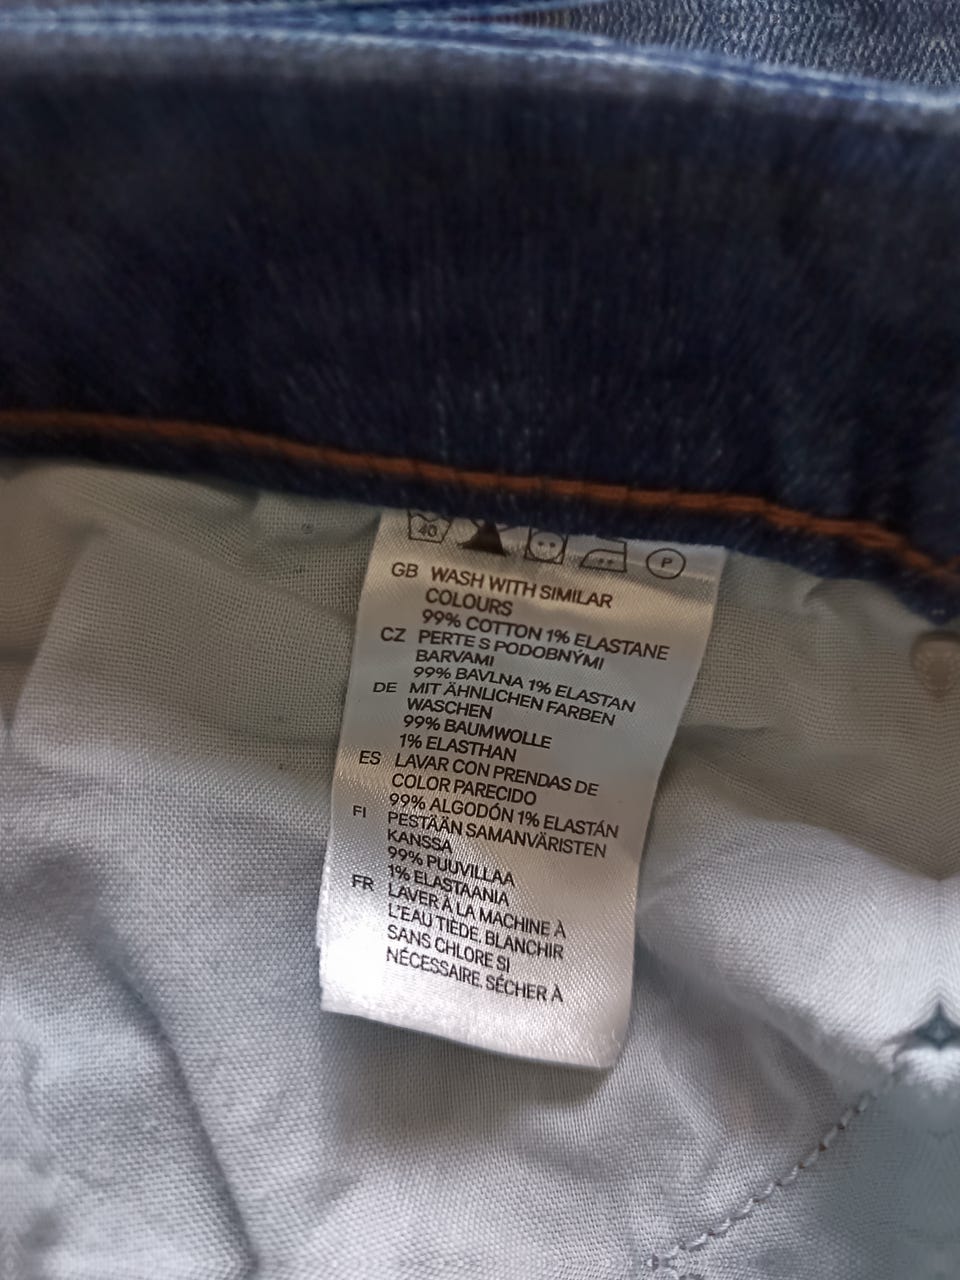 40
P
GB WASH WITH SIMILAR
COLOURS
99% COTTON 1% ELASTANE
CZ PERTE S PODOBNÝMI
BARVAMI
99% BAVLNA 1% ELASTAN
DE MIT ÄHNLICHEN FARBEN
WASCHEN
99% BAUMWOLLE
1% ELASTHAN
ES LAVAR CON PRENDAS DE
COLOR PARECIDO
99% ALGODÓN 1% ELASTÁN
FI PESTÄÄN SAMANVÄRISTEN
KANSSA
99% PUUVILLAA
1% ELASTAANIA
FR LAVER À LA MACHINE À
L'EAU TIÈDE, BLANCHIR
SANS CHLORE SI
NÉCESSAIRE, SÉCHER À